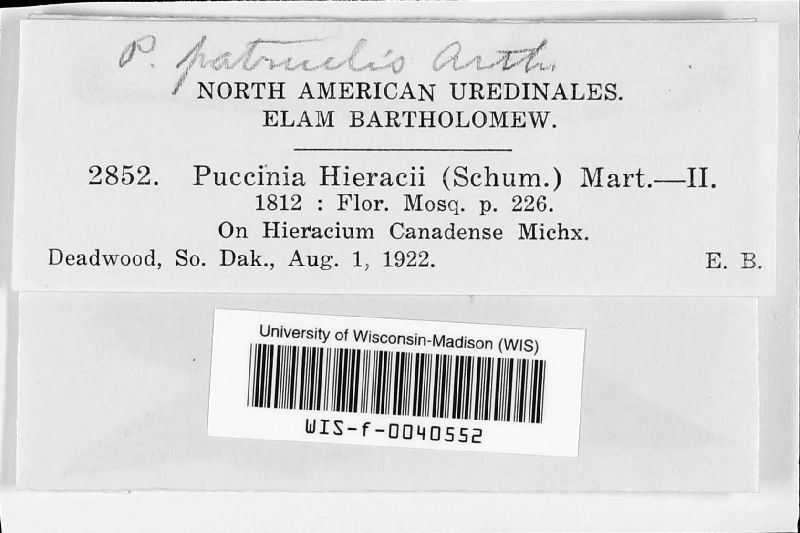 P. patruelis Arth.
NORTH AMERICAN UREDINALES.
ELAM BARTHOLOMEW.
2852. Puccinia Hieracii (Schum.) Mart.—II.
1812 : Flor. Mosq. p. 226.
On Hieracium Canadense Michx.
Deadwood, So. Dak., Aug. 1, 1922. E. B.
University of Wisconsin-Madison (WIS)
WIS-f-0040552